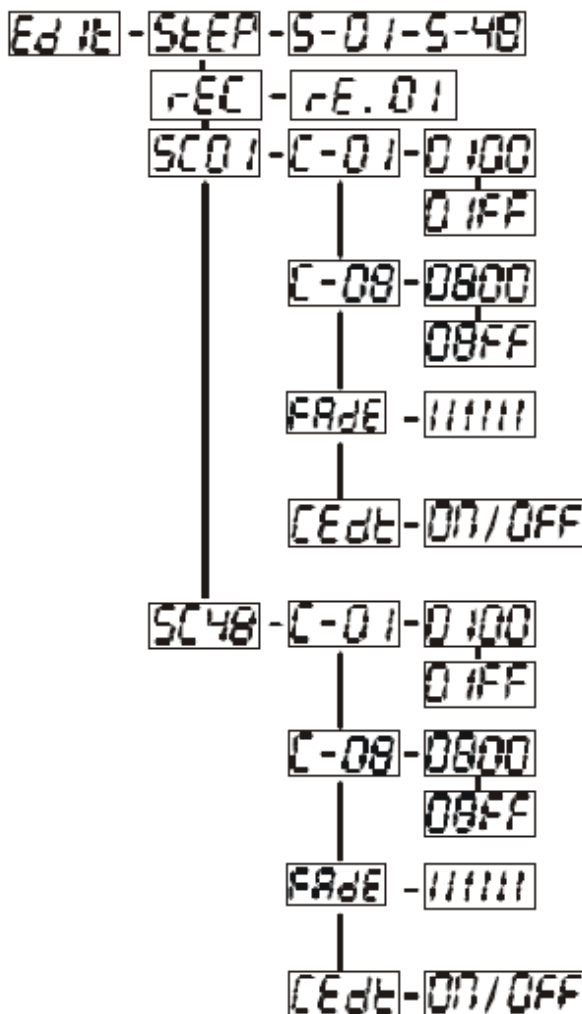 Edit - StEP - S-01-S-48
rEC - rE.01
SC01 - C-01 - 0100
01FF
C-08 - 0800
08FF
FAdE - 111111
CEdt - ON/OFF
SC48 - C-01 - 0100
01FF
C-08 - 0800
08FF
FAdE - 111111
CEdt - ON/OFF